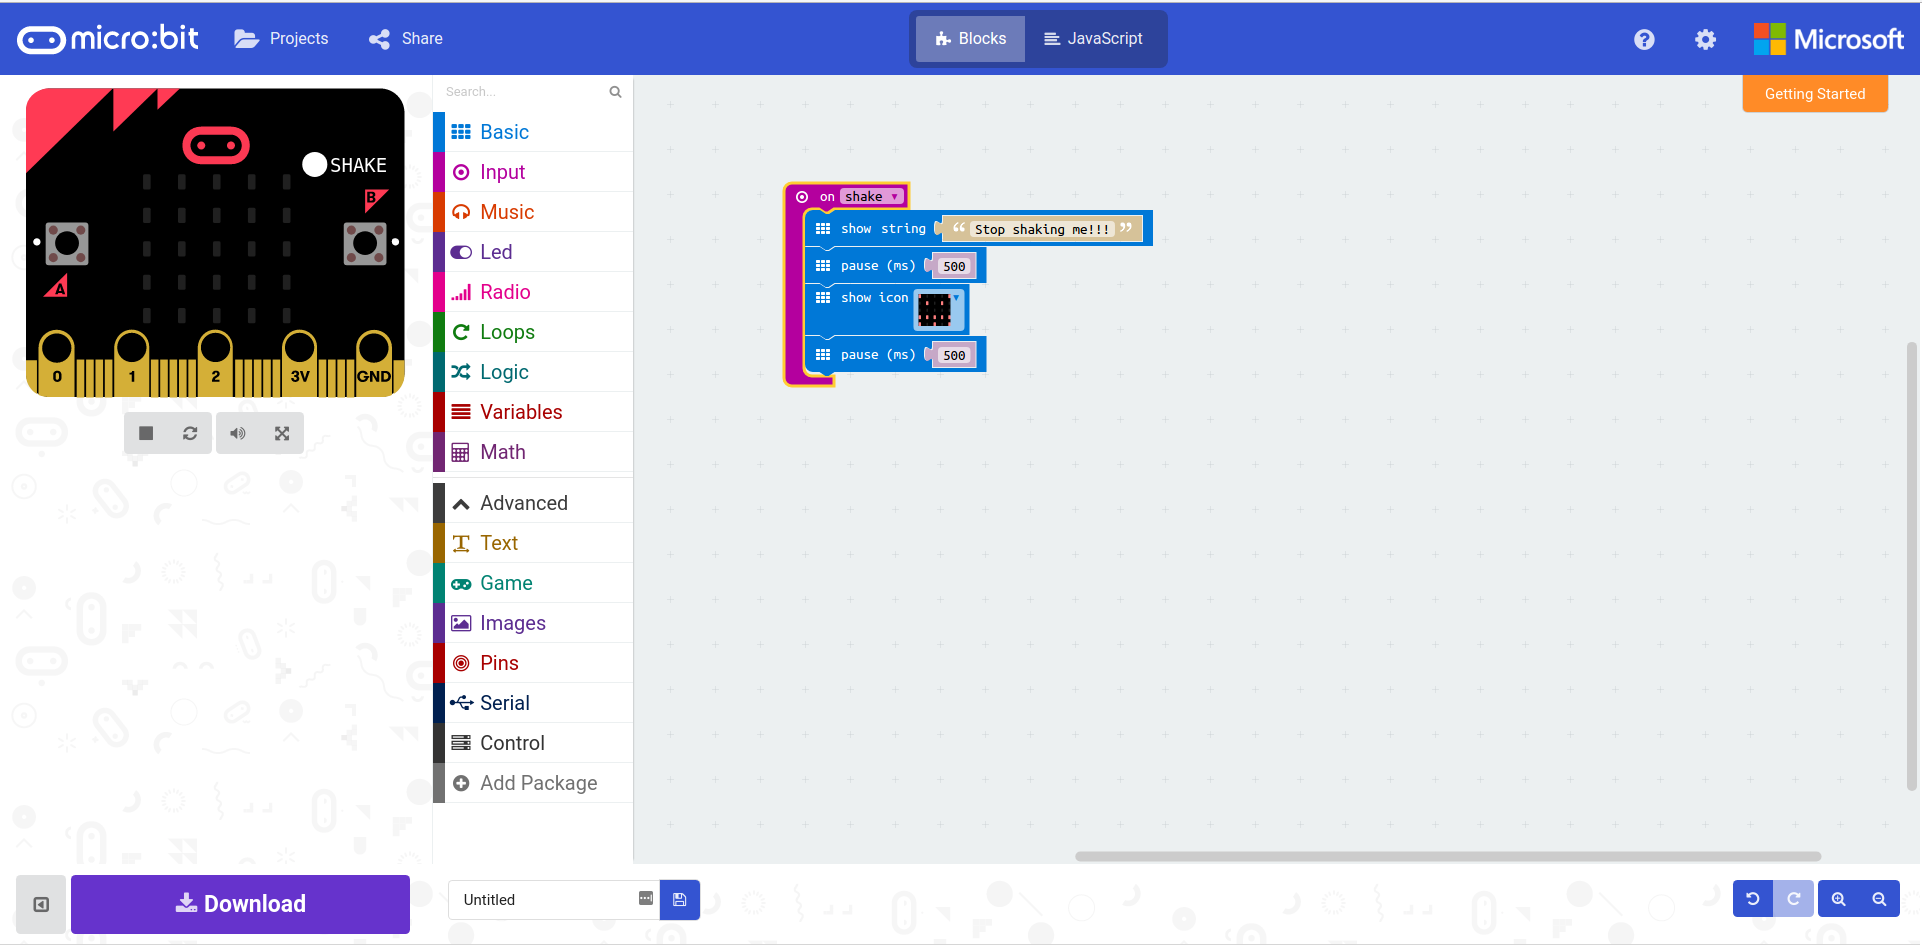 micro:bit
Projects
Share
Blocks
JavaScript
Microsoft
Getting Started
SHAKE
B
A
0 1 2 3V GND
Search...
Basic
Input
Music
Led
Radio
Loops
Logic
Variables
Math
Advanced
Text
Game
Images
Pins
Serial
Control
Add Package
on shake
show string “ Stop shaking me!!! ”
pause (ms) 500
show icon
pause (ms) 500
Download
Untitled